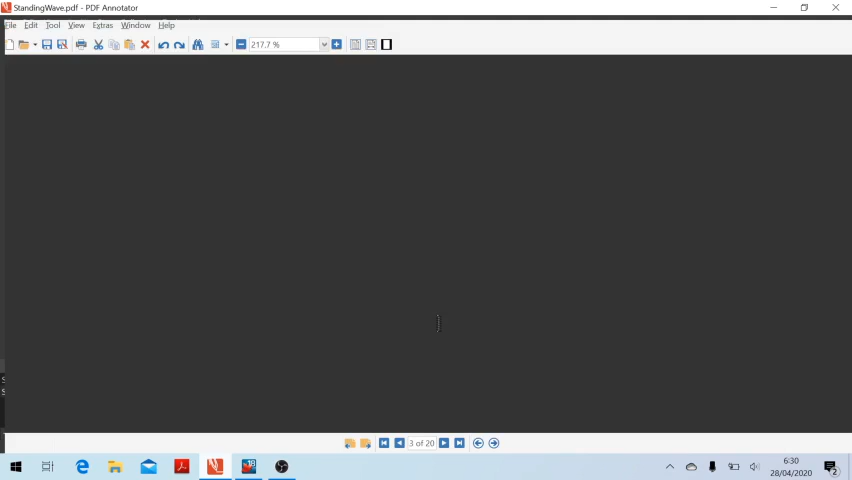 StandingWave.pdf - PDF Annotator
File Edit Tool View Extras Window Help
217.7 %
3 of 20
6:30
28/04/2020
2